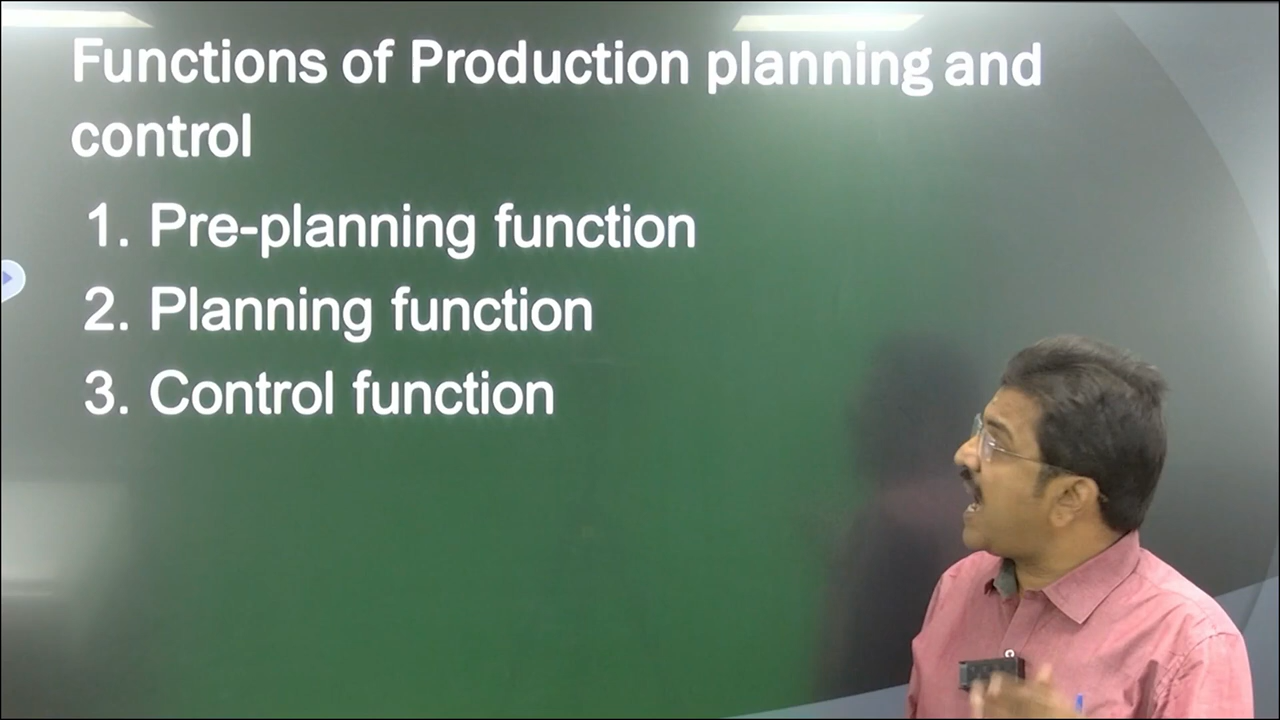 Functions of Production planning and
control
1. Pre-planning function
2. Planning function
3. Control function